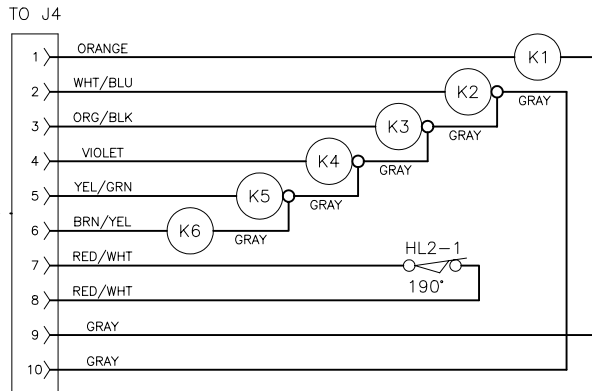 TO J4
1 ORANGE K1
2 WHT/BLU K2 GRAY
3 ORG/BLK K3 GRAY
4 VIOLET K4 GRAY
5 YEL/GRN K5 GRAY
6 BRN/YEL K6 GRAY
7 RED/WHT HL2-1
190°
8 RED/WHT
9 GRAY
10 GRAY